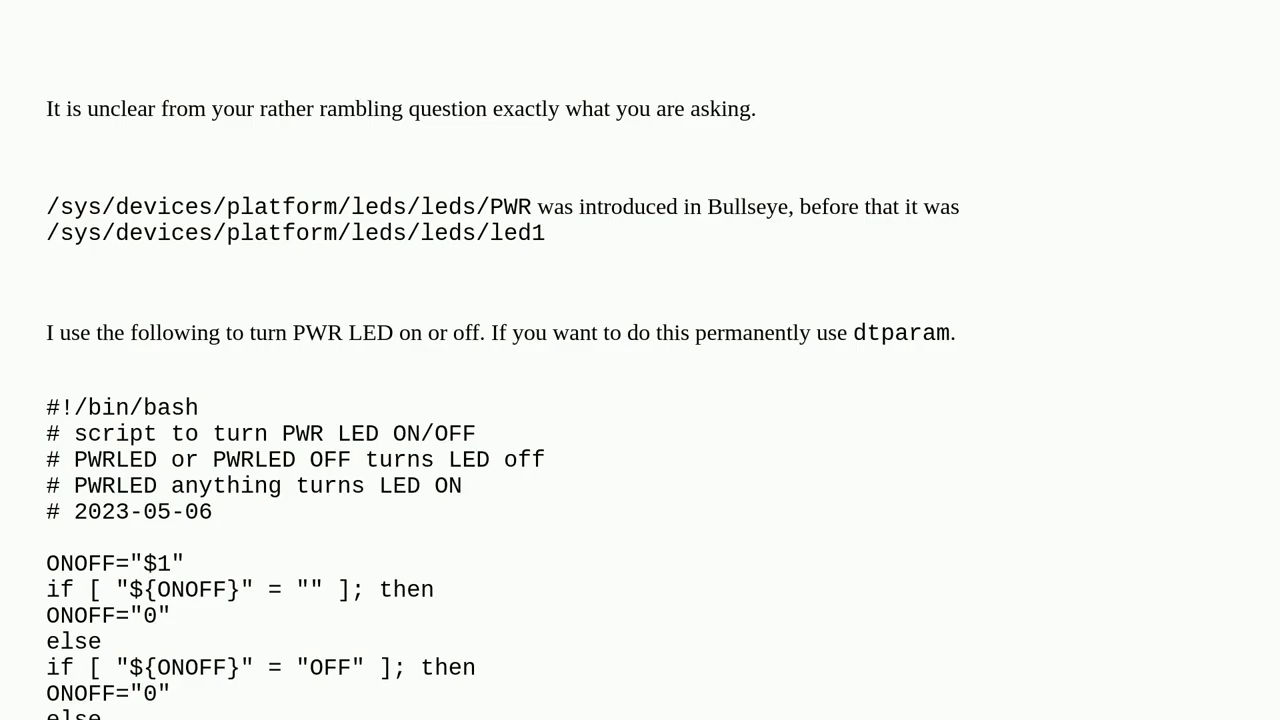 It is unclear from your rather rambling question exactly what you are asking.
/sys/devices/platform/leds/leds/PWR was introduced in Bullseye, before that it was
/sys/devices/platform/leds/leds/led1
I use the following to turn PWR LED on or off. If you want to do this permanently use dtparam.
#!/bin/bash
# script to turn PWR LED ON/OFF
# PWRLED or PWRLED OFF turns LED off
# PWRLED anything turns LED ON
# 2023-05-06
ONOFF="$1"
if [ "${ONOFF}" = "" ]; then
ONOFF="0"
else
if [ "${ONOFF}" = "OFF" ]; then
ONOFF="0"
else